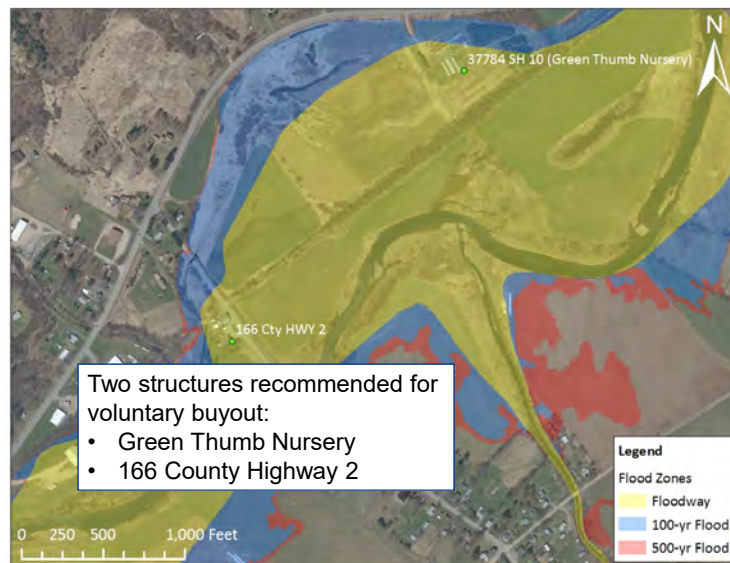 N
37784 SH 10 (Green Thumb Nursery)
166 Cty HWY 2
Two structures recommended for
voluntary buyout:
• Green Thumb Nursery
• 166 County Highway 2
Legend
Flood Zones
Floodway
100-yr Flood
500-yr Flood
0 250 500 1,000 Feet